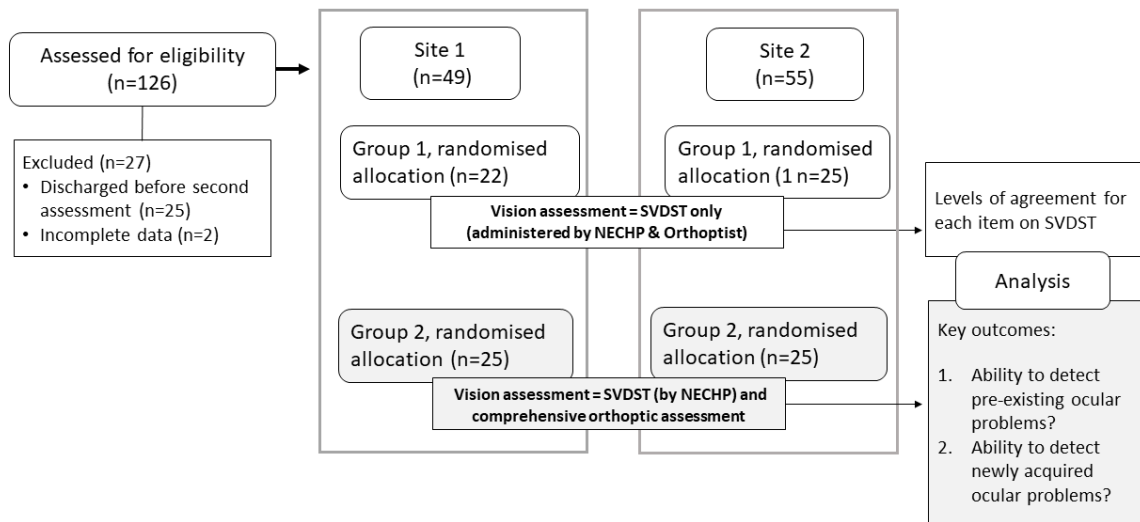 Assessed for eligibility
(n=126)
Excluded (n=27)
• Discharged before second
assessment (n=25)
• Incomplete data (n=2)
Site 1
(n=49)
Site 2
(n=55)
Group 1, randomised
allocation (n=22)
Group 1, randomised
allocation (1 n=25)
Vision assessment = SVDST only
(administered by NECHP & Orthoptist)
Levels of agreement for
each item on SVDST
Analysis
Group 2, randomised
allocation (n=25)
Group 2, randomised
allocation (n=25)
Vision assessment = SVDST (by NECHP) and
comprehensive orthoptic assessment
Key outcomes:
1. Ability to detect
pre-existing ocular
problems?
2. Ability to detect
newly acquired
ocular problems?